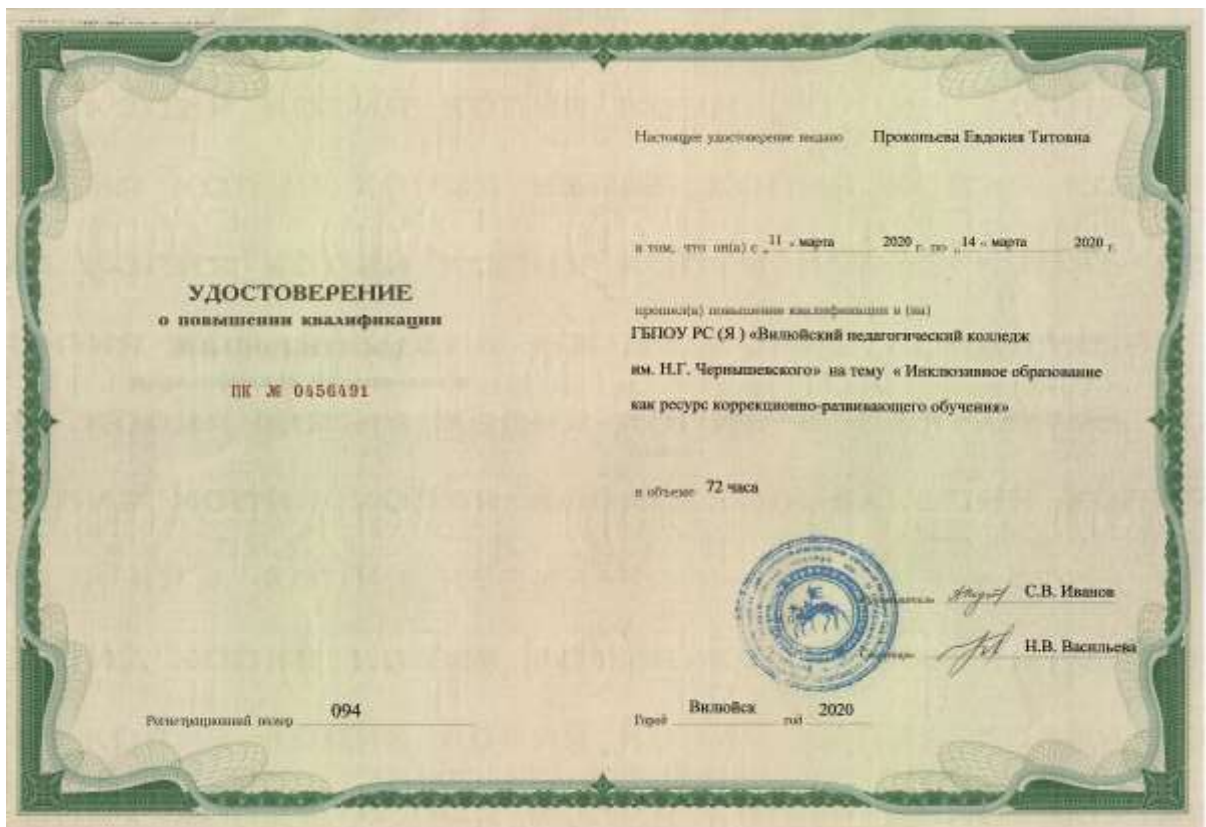 УДОСТОВЕРЕНИЕ
о повышении квалификации
ПК № 0456491
Регистрационный номер 094
Настоящее удостоверение выдано Прокопьева Евдокия Титовна
в том, что он(а) с „11 « марта 2020 г. по „14 « марта 2020 г.
прошел(а) повышение квалификации в (на)
ГБПОУ РС (Я ) «Вилюйский педагогический колледж
им. Н.Г. Чернышевского» на тему « Инклюзивное образование
как ресурс коррекционно-развивающего обучения»
в объеме 72 часа
С.В. Иванов
Секретарь Н.В. Васильева
Город Вилюйск год 2020